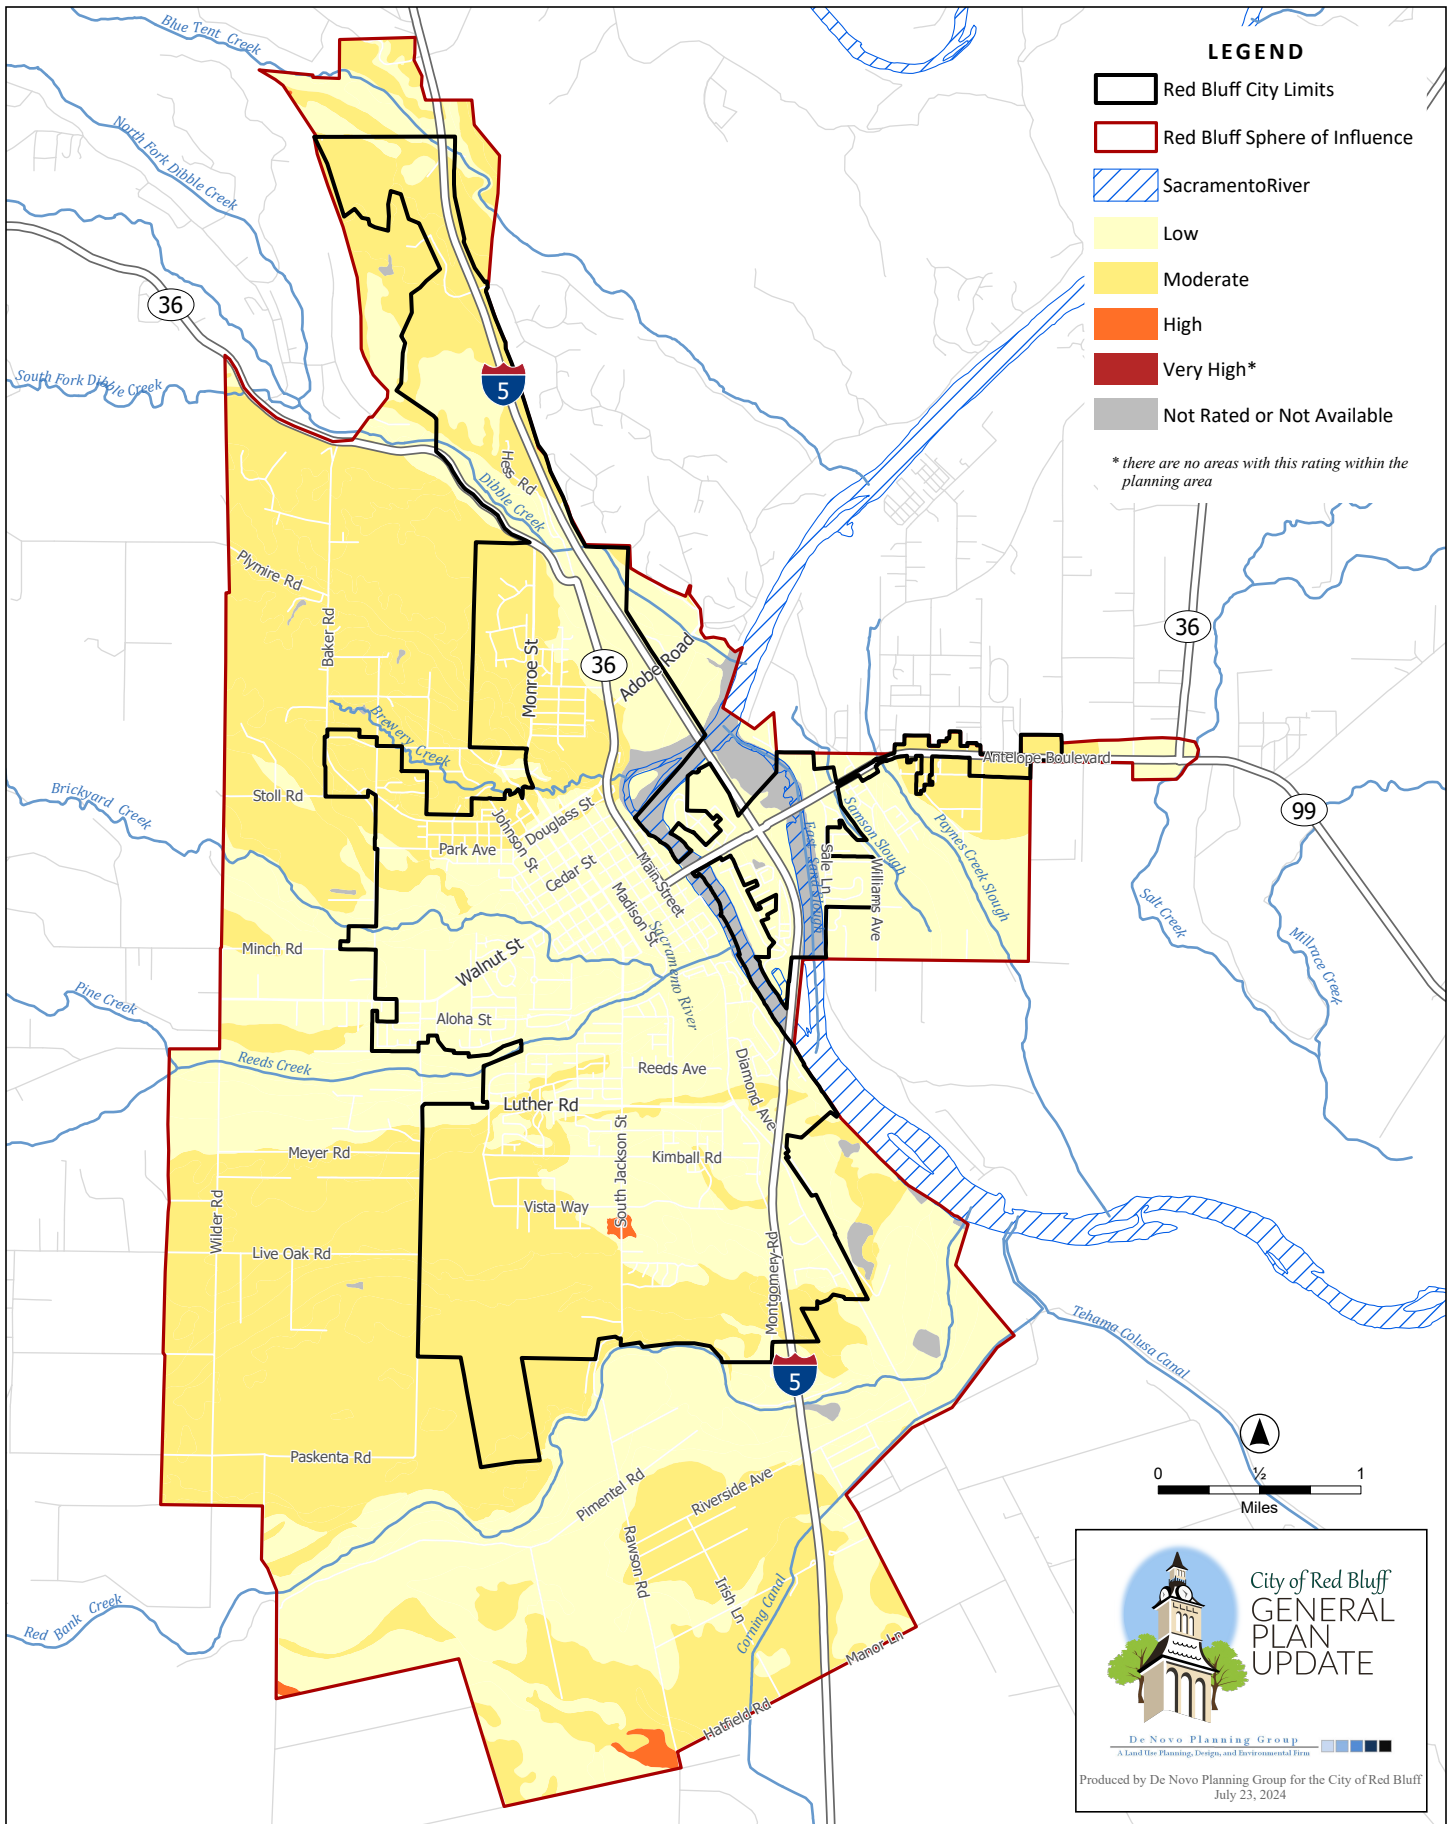 LEGEND
Red Bluff City Limits
Red Bluff Sphere of Influence
SacramentoRiver
Low
Moderate
High
Very High*
Not Rated or Not Available
* there are no areas with this rating within the
planning area
Blue Tent Creek
North Fork Dibble Creek
36
South Fork Dibble Creek
5
Hess Rd
Dibble Creek
Plymire Rd
Baker Rd
Monroe St
36
Adobe Road
36
Brewery Creek
Antelope Boulevard
Stoll Rd
Brickyard Creek
Johnson St
Douglass St
Park Ave
Cedar St
Main Street
Madison St
East Sand Slough
Sale Ln
Samson Slough
Williams Ave
Paynes Creek Slough
99
Salt Creek
Millrace Creek
Minch Rd
Walnut St
Sacramento River
Pine Creek
Aloha St
Reeds Creek
Reeds Ave
Diamond Ave
Luther Rd
Meyer Rd
South Jackson St
Kimball Rd
Wilder Rd
Vista Way
Live Oak Rd
Montgomery Rd
Tehama Colusa Canal
5
Paskenta Rd
Pimentel Rd
Riverside Ave
Rawson Rd
Irish Ln
Corning Canal
Red Bank Creek
Manor Ln
Hatfield Rd
0 ½ 1
Miles
City of Red Bluff
GENERAL
PLAN
UPDATE
De Novo Planning Group
A Land Use Planning, Design, and Environmental Firm
Produced by De Novo Planning Group for the City of Red Bluff
July 23, 2024